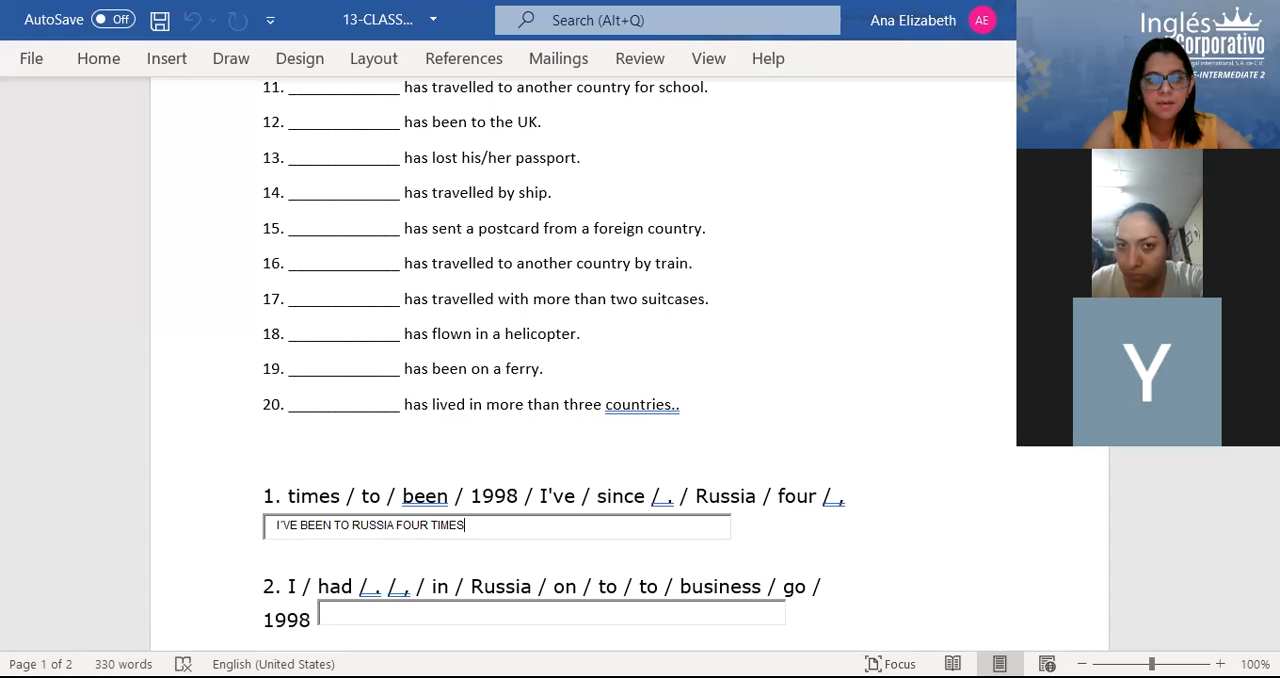 AutoSave Off 13-CLASS... Search (Alt+Q) Ana Elizabeth AE
File Home Insert Draw Design Layout References Mailings Review View Help
11. _____________ has travelled to another country for school.
12. _____________ has been to the UK.
13. _____________ has lost his/her passport.
14. _____________ has travelled by ship.
15. _____________ has sent a postcard from a foreign country.
16. _____________ has travelled to another country by train.
17. _____________ has travelled with more than two suitcases.
18. _____________ has flown in a helicopter.
19. _____________ has been on a ferry.
20. _____________ has lived in more than three countries..
1. times / to / been / 1998 / I've / since / . / Russia / four / ,
I´VE BEEN TO RUSSIA FOUR TIMES
2. I / had / . / , / in / Russia / on / to / to / business / go /
1998
Page 1 of 2 330 words English (United States) Focus 100%
Inglés
Corporativo
INTERMEDIATE 2
Y